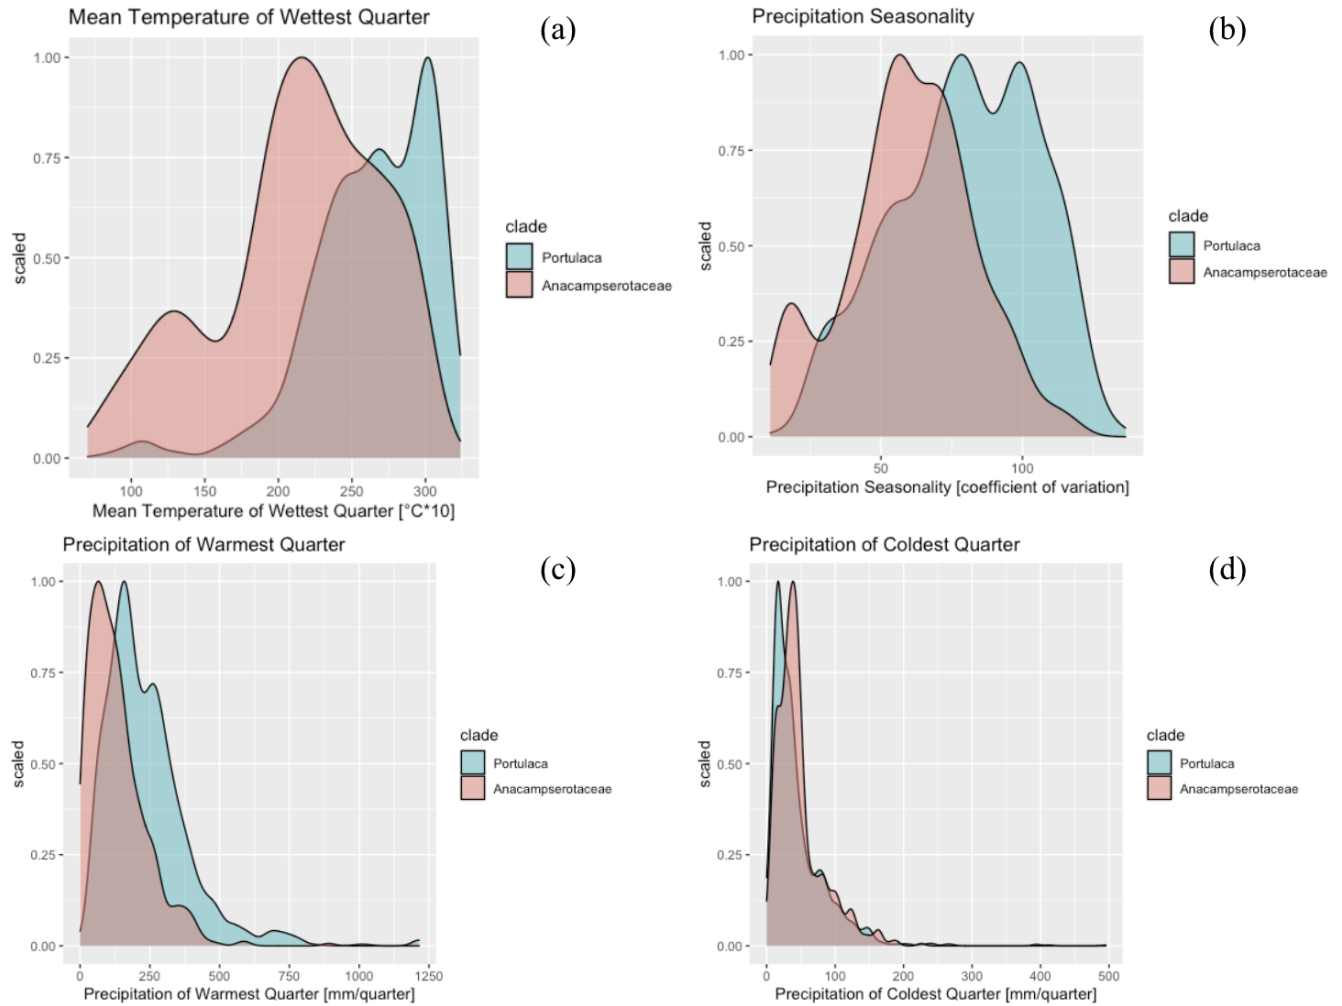 Mean Temperature of Wettest Quarter
(a)
1.00
0.75
0.50
0.25
0.00
scaled
100 150 200 250 300
Mean Temperature of Wettest Quarter [°C*10]
clade
Portulaca
Anacampserotaceae
Precipitation Seasonality
(b)
1.00
0.75
0.50
0.25
0.00
scaled
50 100
Precipitation Seasonality [coefficient of variation]
clade
Portulaca
Anacampserotaceae
Precipitation of Warmest Quarter
(c)
1.00
0.75
0.50
0.25
0.00
scaled
0 250 500 750 1000 1250
Precipitation of Warmest Quarter [mm/quarter]
clade
Portulaca
Anacampserotaceae
Precipitation of Coldest Quarter
(d)
1.00
0.75
0.50
0.25
0.00
scaled
0 100 200 300 400 500
Precipitation of Coldest Quarter [mm/quarter]
clade
Portulaca
Anacampserotaceae